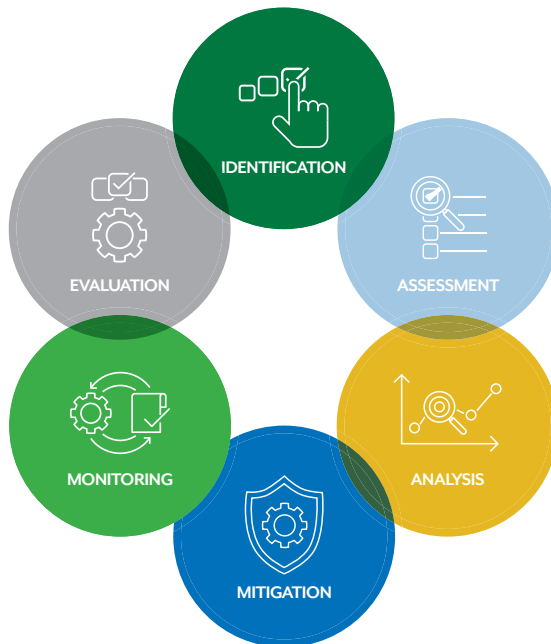 IDENTIFICATION
EVALUATION
ASSESSMENT
MONITORING
ANALYSIS
MITIGATION